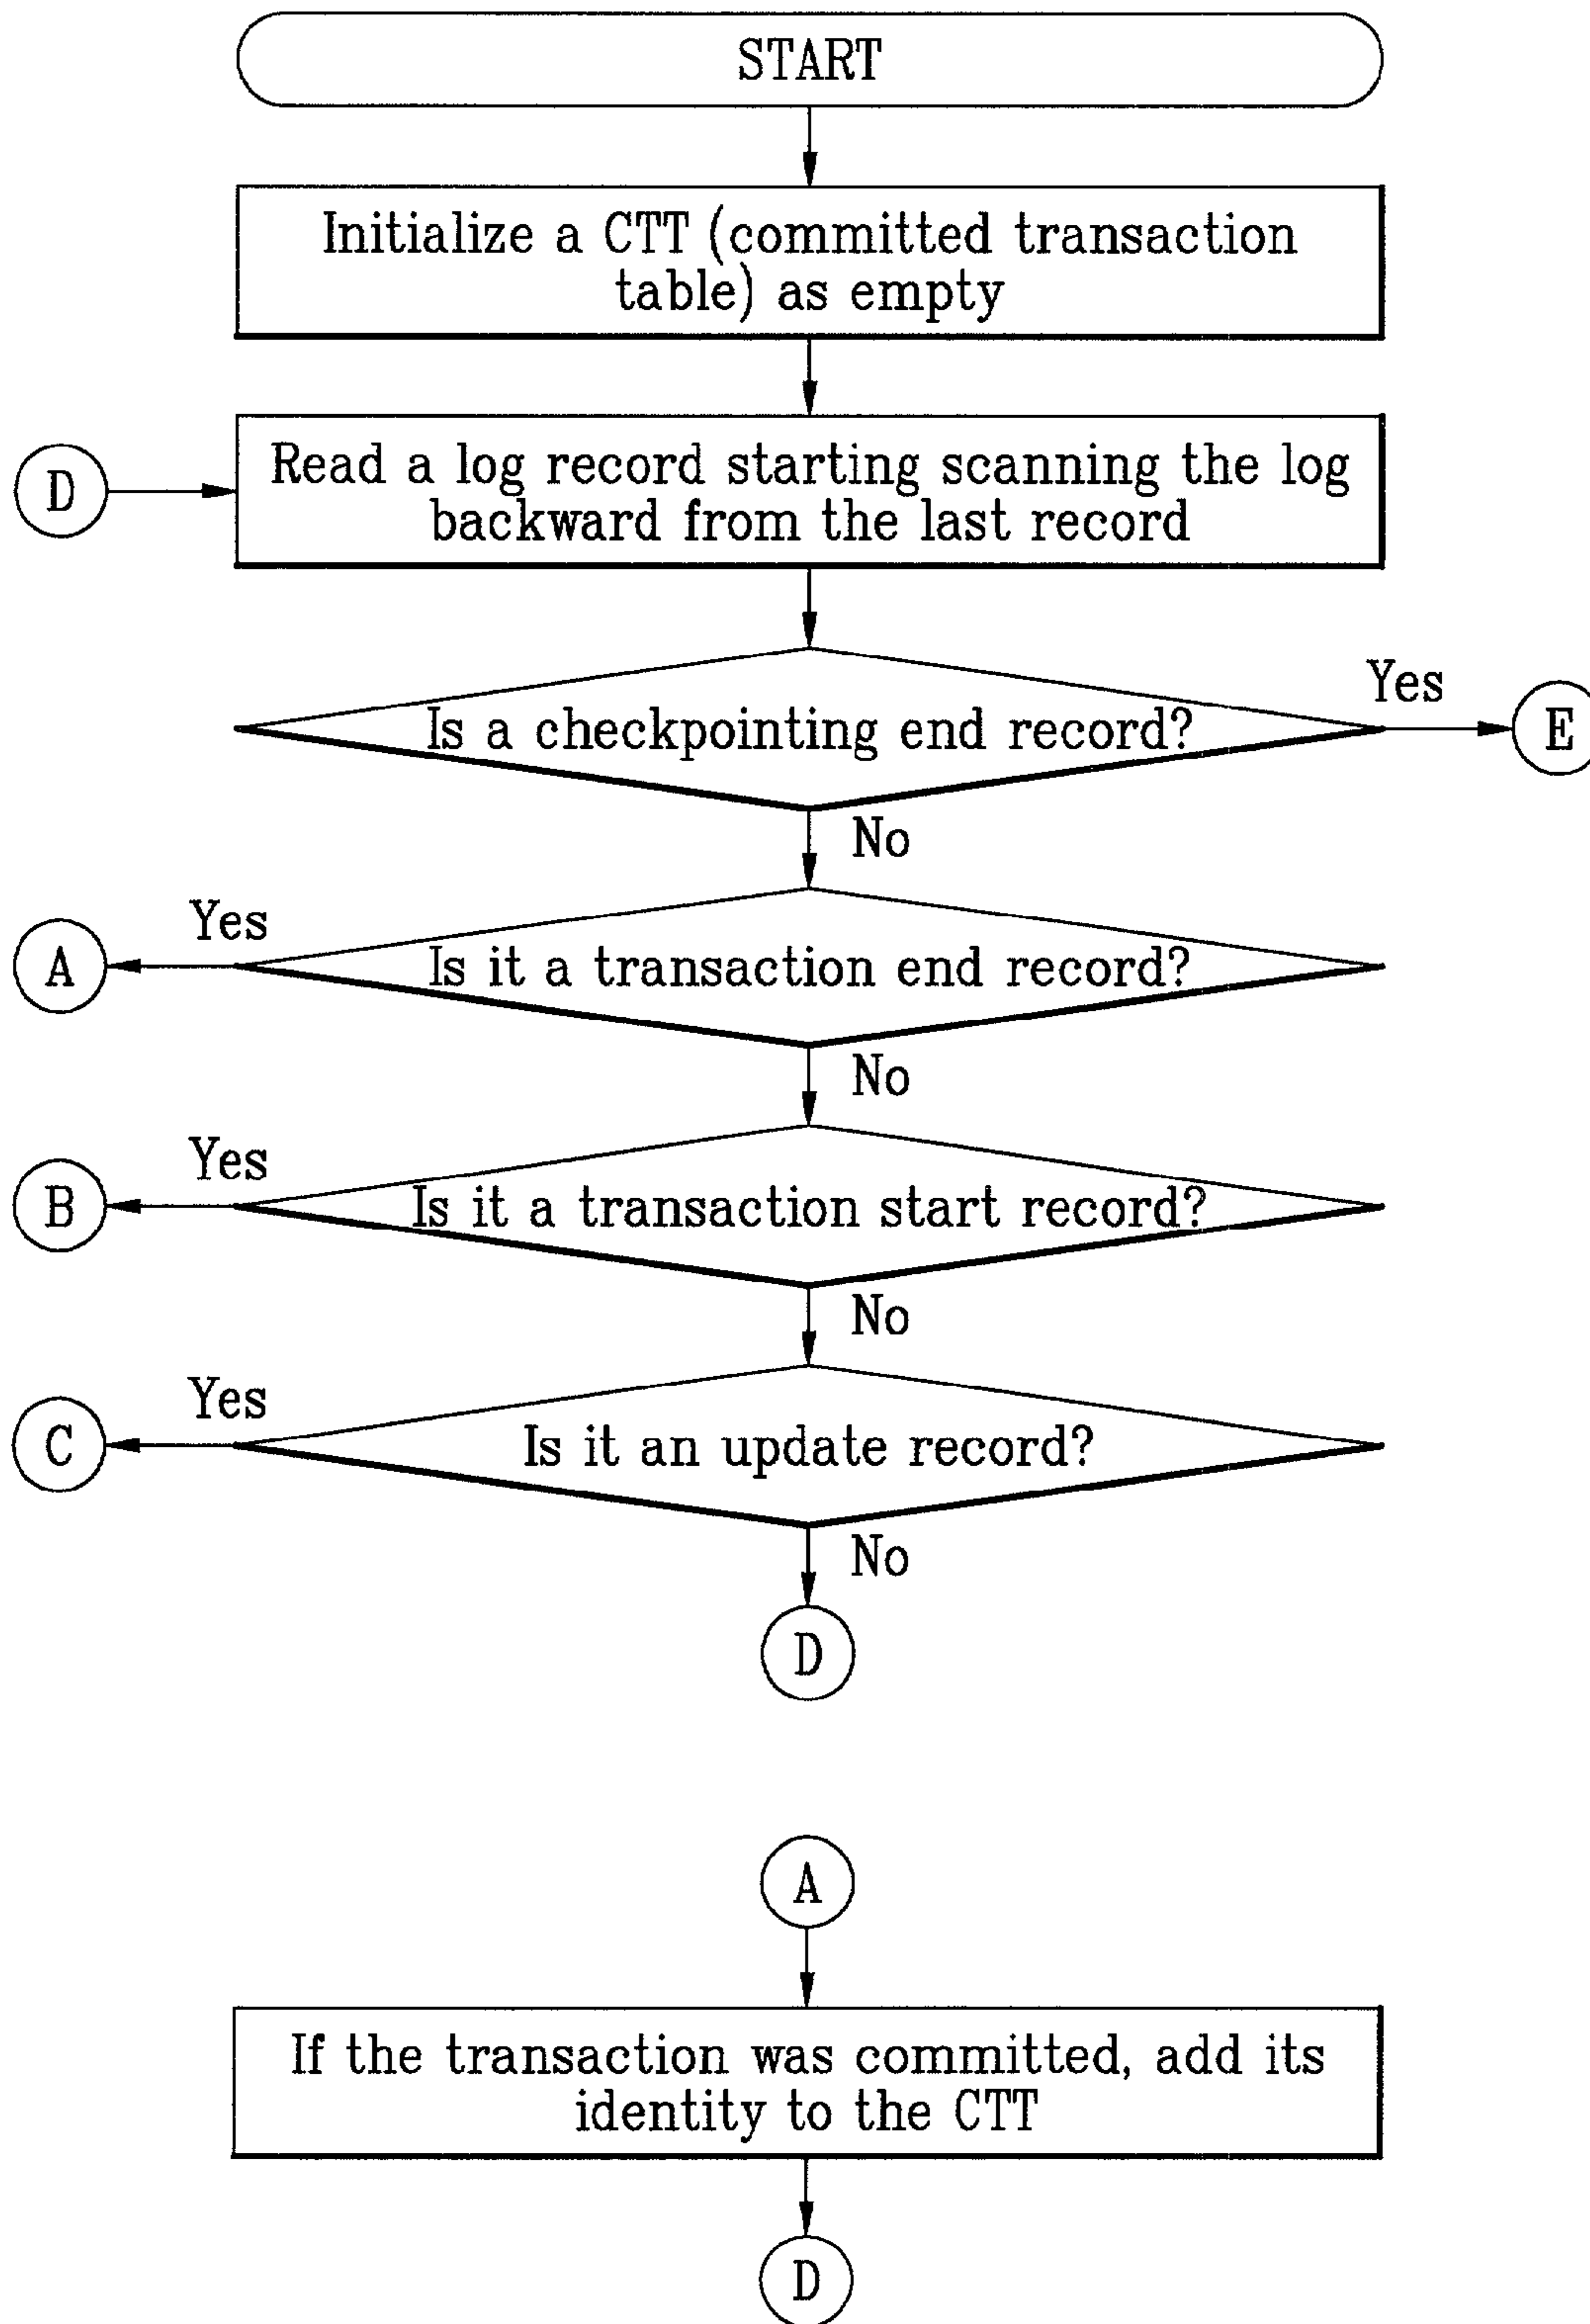 START
Initialize a CTT (committed transaction
table) as empty
D
Read a log record starting scanning the log
backward from the last record
Is a checkpointing end record?
Yes
E
No
Yes
A
Is it a transaction end record?
No
Yes
B
Is it a transaction start record?
No
Yes
C
Is it an update record?
No
D
A
If the transaction was committed, add its
identity to the CTT
D